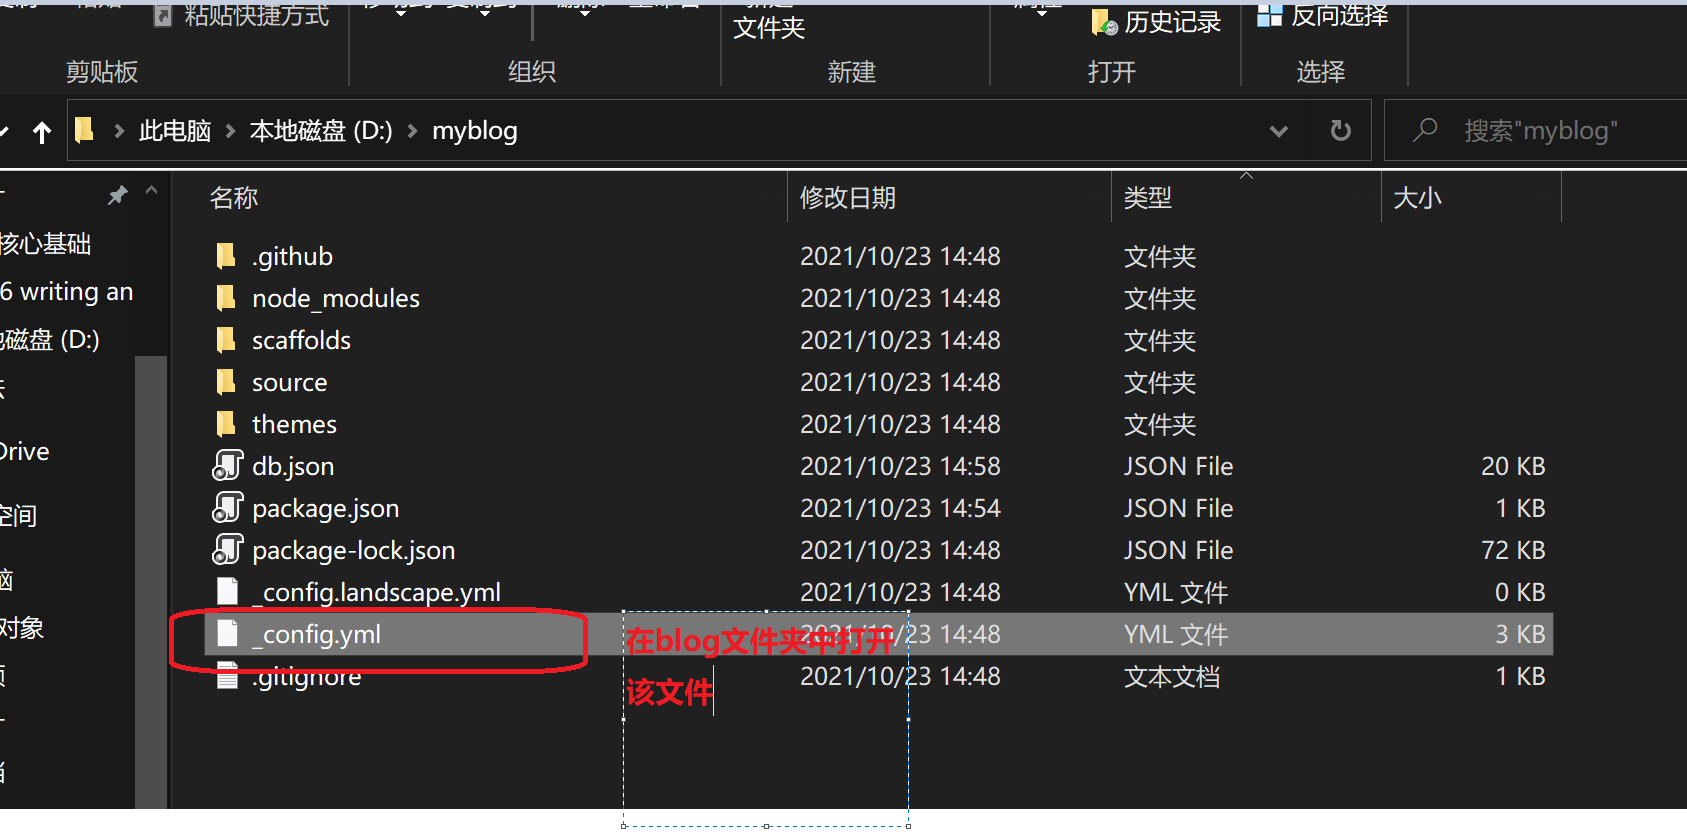 粘贴快捷方式
文件夹
历史记录
反向选择
剪贴板
组织
新建
打开
选择
此电脑 本地磁盘 (D:) myblog
搜索"myblog"
名称 修改日期 类型 大小
核心基础
6 writing an
磁盘 (D:)
Drive
空间
对象
.github 2021/10/23 14:48 文件夹
node_modules 2021/10/23 14:48 文件夹
scaffolds 2021/10/23 14:48 文件夹
source 2021/10/23 14:48 文件夹
themes 2021/10/23 14:48 文件夹
db.json 2021/10/23 14:58 JSON File 20 KB
package.json 2021/10/23 14:54 JSON File 1 KB
package-lock.json 2021/10/23 14:48 JSON File 72 KB
_config.landscape.yml 2021/10/23 14:48 YML 文件 0 KB
_config.yml 2021/10/23 14:48 YML 文件 3 KB
.gitignore 2021/10/23 14:48 文本文档 1 KB
在blog文件夹中打开
该文件